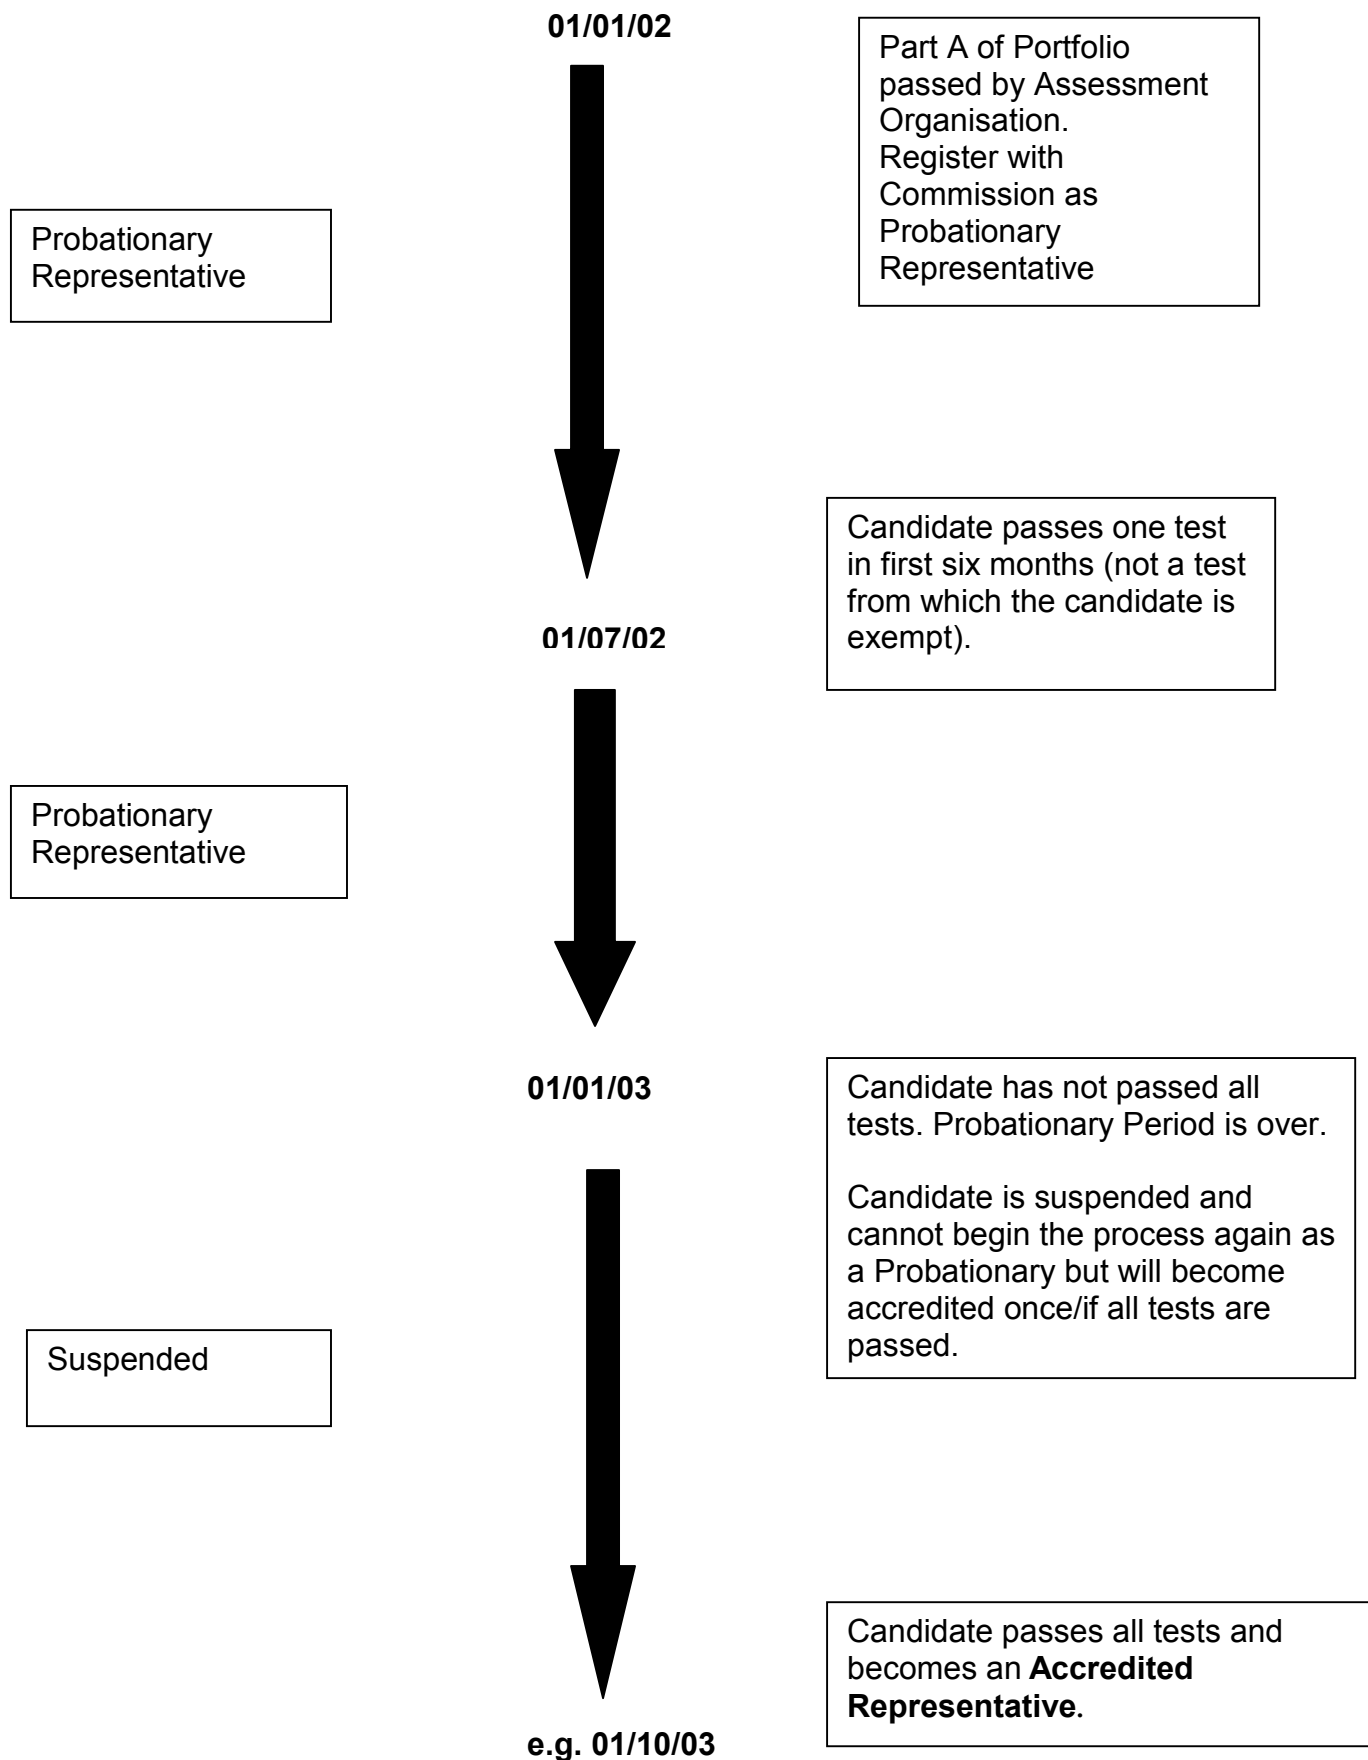 01/01/02
Part A of Portfolio
passed by Assessment
Organisation.
Register with
Commission as
Probationary
Representative
Probationary
Representative
Candidate passes one test
in first six months (not a test
from which the candidate is
exempt).
01/07/02
Probationary
Representative
01/01/03
Candidate has not passed all
tests. Probationary Period is over.
Candidate is suspended and
cannot begin the process again as
a Probationary but will become
accredited once/if all tests are
passed.
Suspended
Candidate passes all tests and
becomes an Accredited
Representative.
e.g. 01/10/03